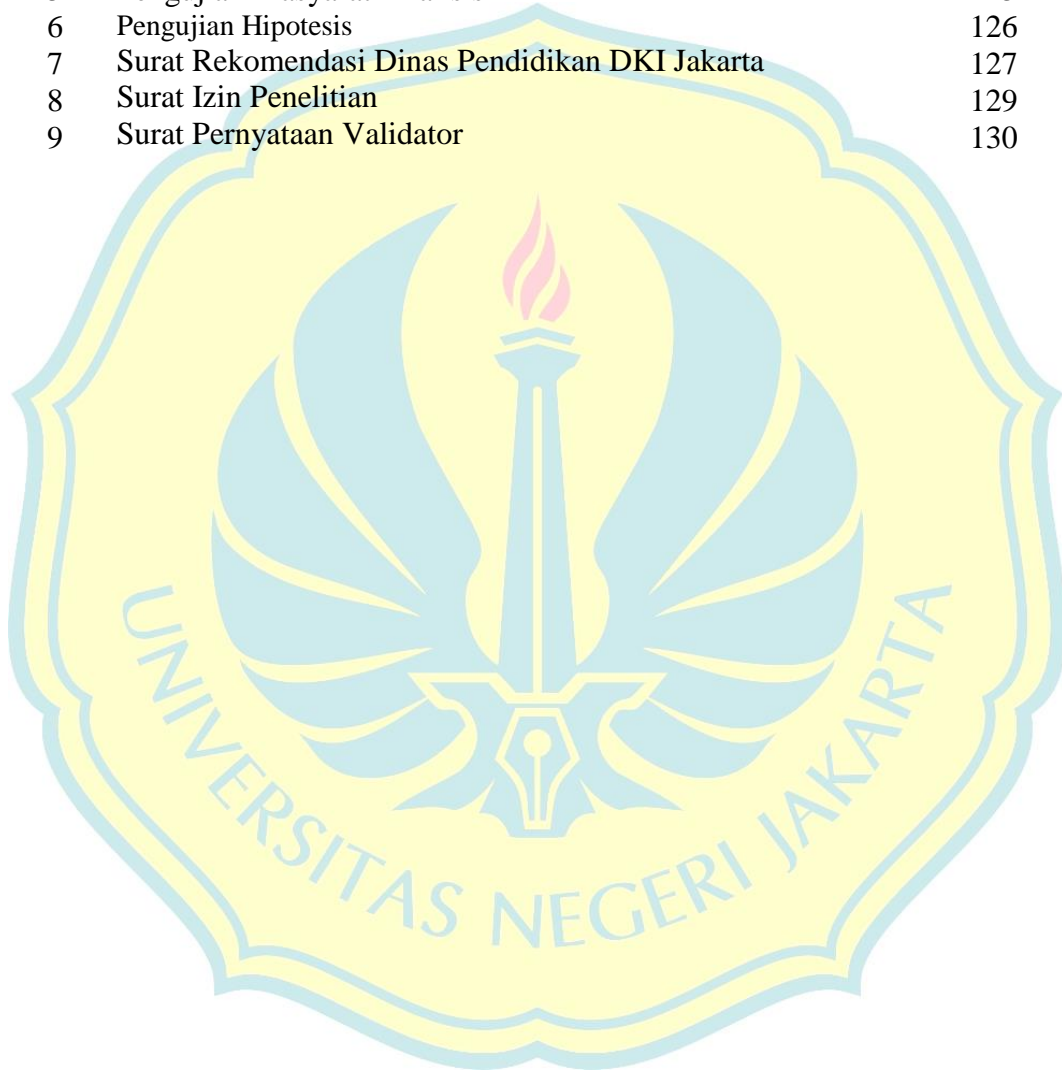 6 Pengujian Hipotesis 126
7 Surat Rekomendasi Dinas Pendidikan DKI Jakarta 127
8 Surat Izin Penelitian 129
9 Surat Pernyataan Validator 130
UNIVERSITAS NEGERI JAKARTA